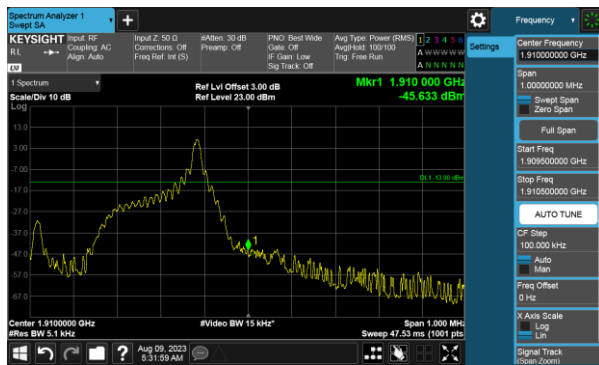 Spectrum Analyzer 1
Swept SA
+
Frequency
KEYSIGHT
Input: RF
Coupling: AC
Align: Auto
Input Z: 50 Ω
Corrections: Off
Freq Ref: Int (S)
#Atten: 30 dB
Preamp: Off
PNO: Best Wide
Gate: Off
IF Gain: Low
Sig Track: Off
Avg Type: Power (RMS)
Avg|Hold: 100/100
Trig: Free Run
1 2 3 4 5 6
A W W W W W
A N N N N N
RL
LXI
1 Spectrum
Scale/Div 10 dB
Log
Ref Lvl Offset 3.00 dB
Ref Level 23.00 dBm
Mkr1 1.910 000 GHz
-45.633 dBm
13.0
3.00
-7.00
-17.0
-27.0
-37.0
-47.0
-57.0
-67.0
DL1 -13.00 dBm
1
Center 1.9100000 GHz
#Res BW 5.1 kHz
#Video BW 15 kHz*
Span 1.000 MHz
Sweep 47.53 ms (1001 pts)
?
Aug 09, 2023
5:31:59 AM
Settings
Center Frequency
1.910000000 GHz
Span
1.00000000 MHz
Swept Span
Zero Span
Full Span
Start Freq
1.909500000 GHz
Stop Freq
1.910500000 GHz
AUTO TUNE
CF Step
100.000 kHz
Auto
Man
Freq Offset
0 Hz
X Axis Scale
Log
Lin
Signal Track
(Span Zoom)